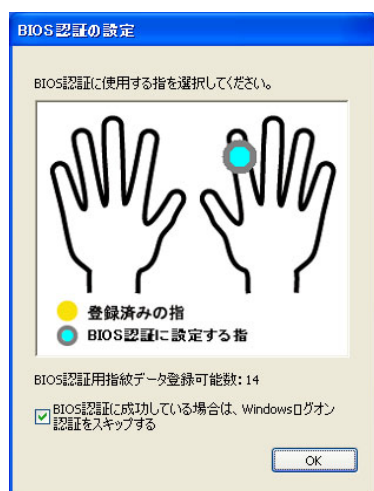 BIOS認証の設定
BIOS認証に使用する指を選択してください。
登録済みの指
BIOS認証に設定する指
BIOS認証用指紋データ登録可能数: 14
BIOS認証に成功している場合は、Windowsログオン
認証をスキップする
OK